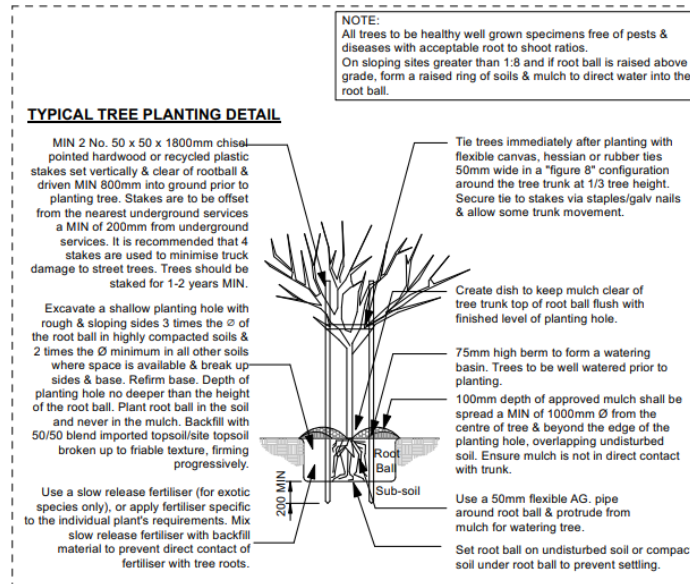 NOTE:
All trees to be healthy well grown specimens free of pests &
diseases with acceptable root to shoot ratios.
On sloping sites greater than 1:8 and if root ball is raised above
grade, form a raised ring of soils & mulch to direct water into the
root ball.
TYPICAL TREE PLANTING DETAIL
MIN 2 No. 50 x 50 x 1800mm chisel
pointed hardwood or recycled plastic
stakes set vertically & clear of rootball &
driven MIN 800mm into ground prior to
planting tree. Stakes are to be offset
from the nearest underground services
a MIN of 200mm from underground
services. It is recommended that 4
stakes are used to minimise truck
damage to street trees. Trees should be
staked for 1-2 years MIN.
Excavate a shallow planting hole with
rough & sloping sides 3 times the ⌀ of
the root ball in highly compacted soils &
2 times the Ø minimum in all other soils
where space is available & break up
sides & base. Refirm base. Depth of
planting hole no deeper than the height
of the root ball. Plant root ball in the soil
and never in the mulch. Backfill with
50/50 blend imported topsoil/site topsoil
broken up to friable texture, firming
progressively.
Use a slow release fertiliser (for exotic
species only), or apply fertiliser specific
to the individual plant's requirements. Mix
slow release fertiliser with backfill
material to prevent direct contact of
fertiliser with tree roots.
Tie trees immediately after planting with
flexible canvas, hessian or rubber ties
50mm wide in a "figure 8" configuration
around the tree trunk at 1/3 tree height.
Secure tie to stakes via staples/galv nails
& allow some trunk movement.
Create dish to keep mulch clear of
tree trunk top of root ball flush with
finished level of planting hole.
75mm high berm to form a watering
basin. Trees to be well watered prior to
planting.
100mm depth of approved mulch shall be
spread a MIN of 1000mm Ø from the
centre of tree & beyond the edge of the
planting hole, overlapping undisturbed
soil. Ensure mulch is not in direct contact
with trunk.
Use a 50mm flexible AG. pipe
around root ball & protrude from
mulch for watering tree.
Set root ball on undisturbed soil or compac
soil under root ball to prevent settling.
Root
Ball
Sub-soil
200 MIN